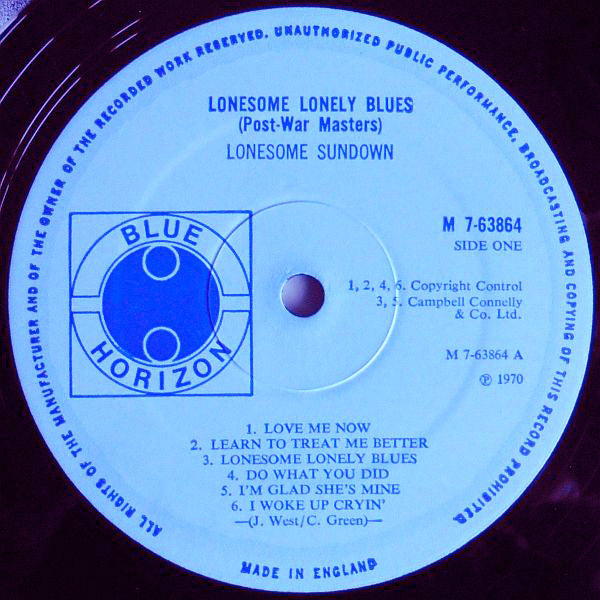 ALL RIGHTS OF THE MANUFACTURER AND OF THE OWNER OF THE RECORDED WORK RESERVED. UNAUTHORIZED PUBLIC PERFORMANCE, BROADCASTING AND COPYING OF THIS RECORD PROHIBITED
LONESOME LONELY BLUES
(Post-War Masters)
LONESOME SUNDOWN
BLUE
HORIZON
M 7-63864
SIDE ONE
1, 2, 4, 6. Copyright Control
3, 5. Campbell Connelly
& Co. Ltd.
M 7-63864 A
℗ 1970
1. LOVE ME NOW
2. LEARN TO TREAT ME BETTER
3. LONESOME LONELY BLUES
4. DO WHAT YOU DID
5. I'M GLAD SHE'S MINE
6. I WOKE UP CRYIN'
—(J. West/C. Green)—
MADE IN ENGLAND